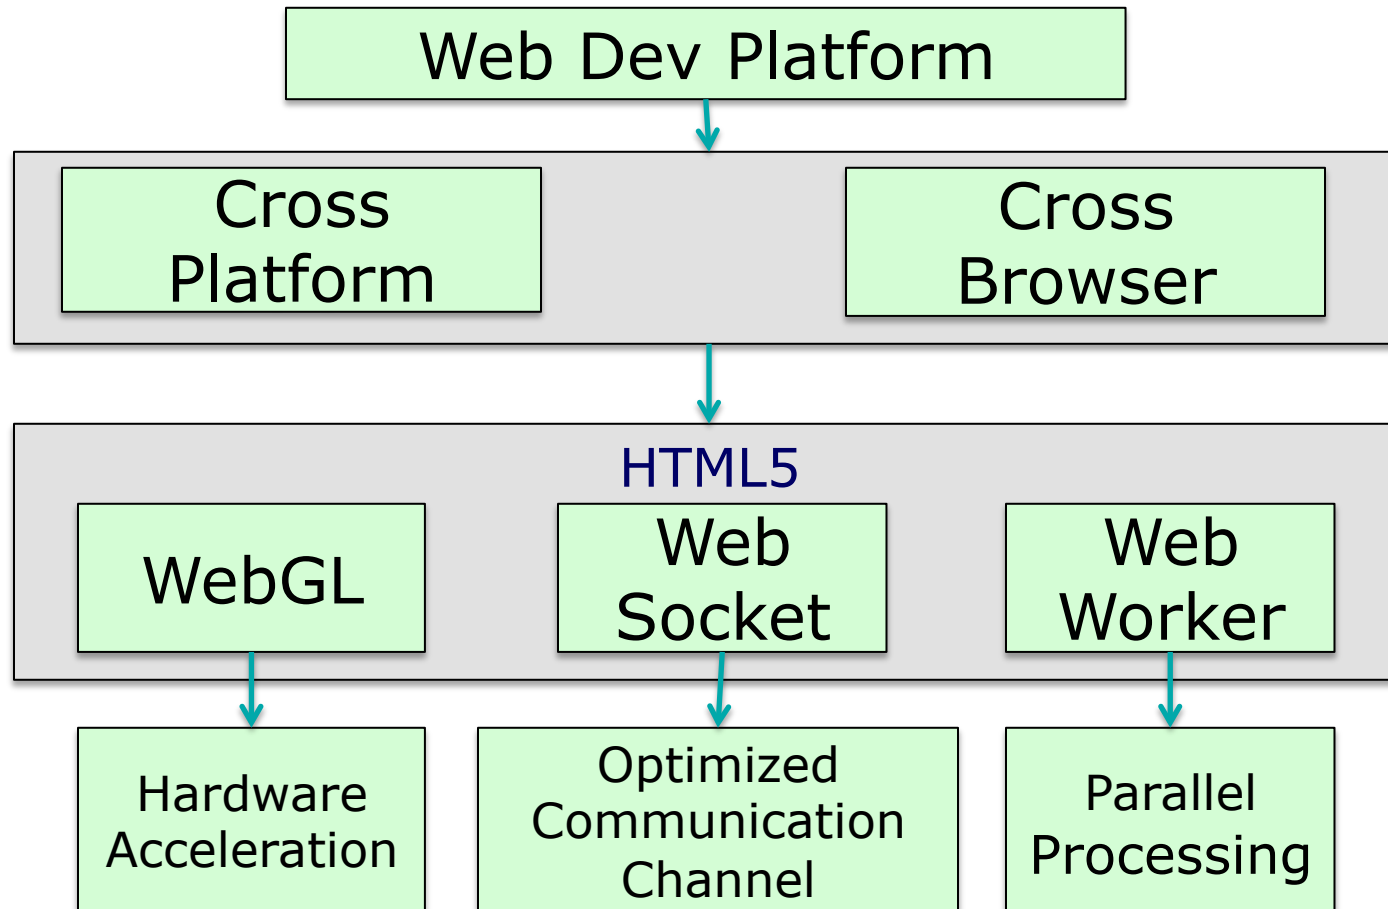 Web Dev Platform
Cross
Platform
Cross
Browser
HTML5
WebGL
Web
Socket
Web
Worker
Hardware
Acceleration
Optimized
Communication
Channel
Parallel
Processing